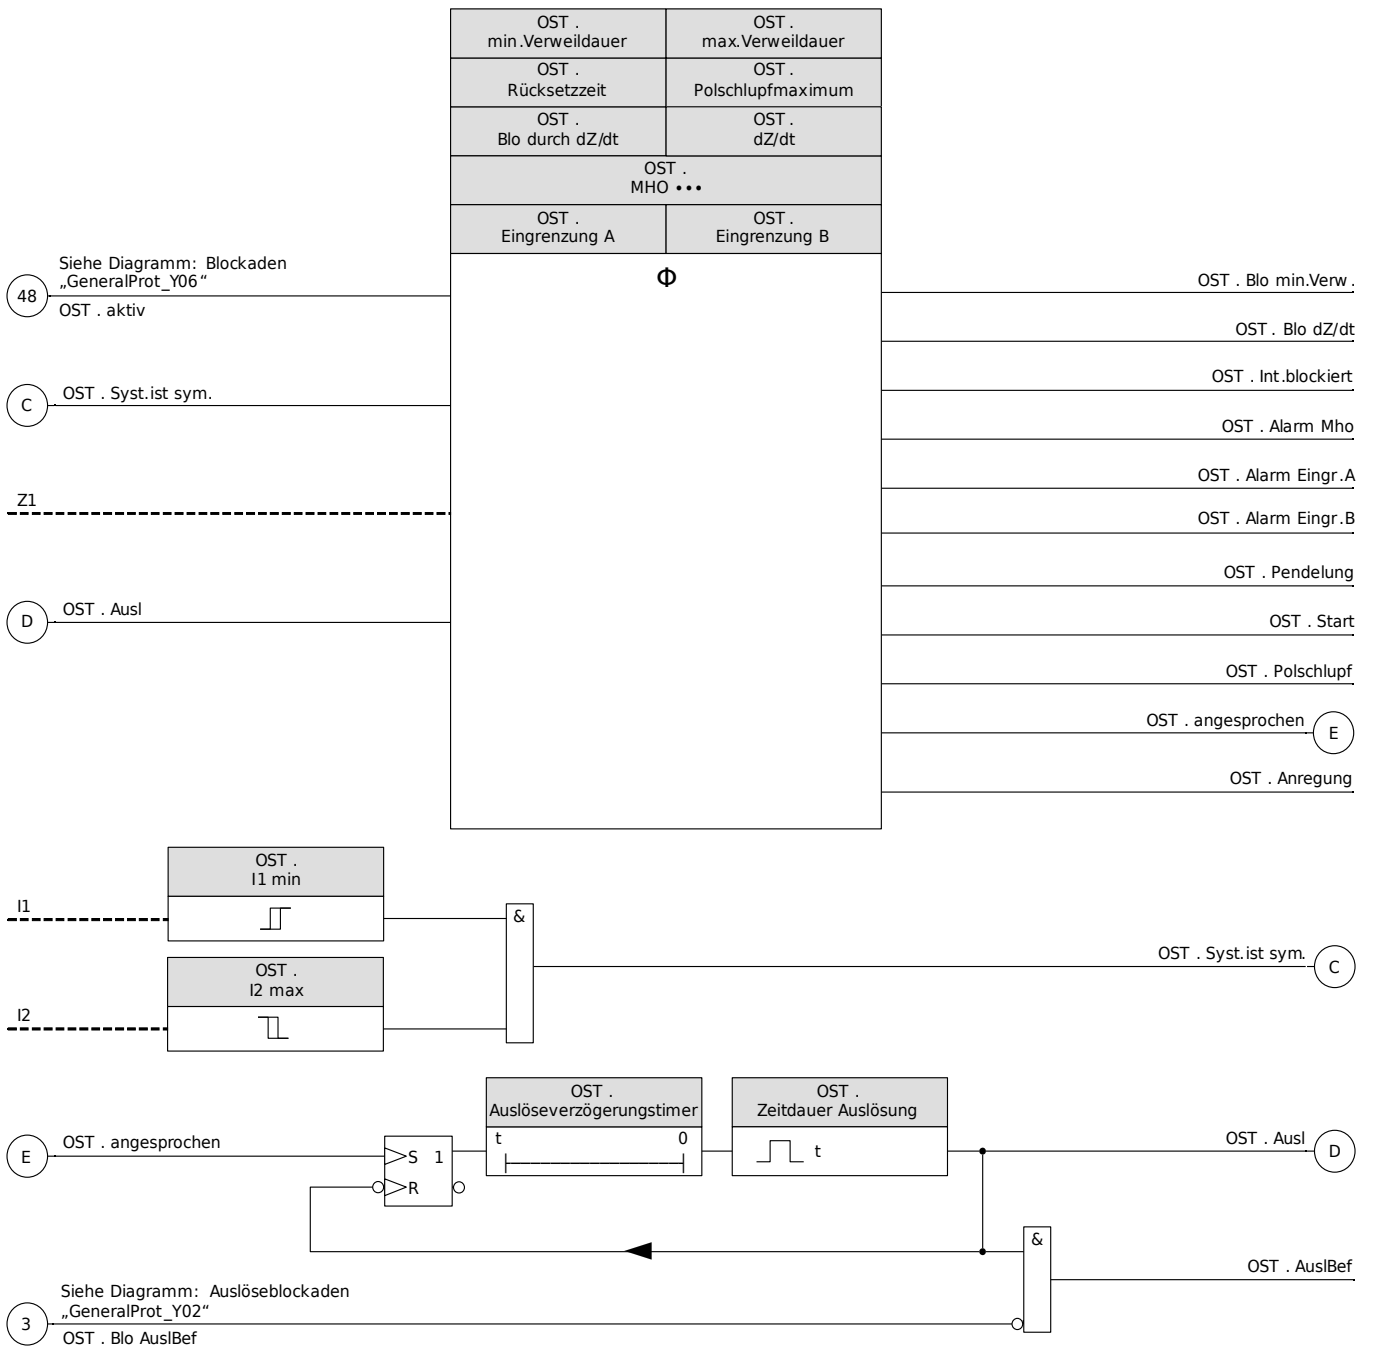 OST .
min.Verweildauer
OST .
max.Verweildauer
OST .
Rücksetzzeit
OST .
Polschlupfmaximum
OST .
Blo durch dZ/dt
OST .
dZ/dt
OST .
MHO •••
OST .
Eingrenzung A
OST .
Eingrenzung B
Φ
Siehe Diagramm: Blockaden
„GeneralProt_Y06“
48
OST . aktiv
C
OST . Syst.ist sym.
Z1
D
OST . Ausl
OST . Blo min.Verw .
OST . Blo dZ/dt
OST . Int.blockiert
OST . Alarm Mho
OST . Alarm Eingr.A
OST . Alarm Eingr.B
OST . Pendelung
OST . Start
OST . Polschlupf
OST . angesprochen
E
OST . Anregung
OST .
I1 min
I1
&
OST .
I2 max
I2
OST . Syst.ist sym.
C
E
OST . angesprochen
S 1
R
OST .
Auslöseverzögerungstimer
t 0
OST .
Zeitdauer Auslösung
t
OST . Ausl
D
&
OST . AuslBef
Siehe Diagramm: Auslöseblockaden
„GeneralProt_Y02“
3
OST . Blo AuslBef